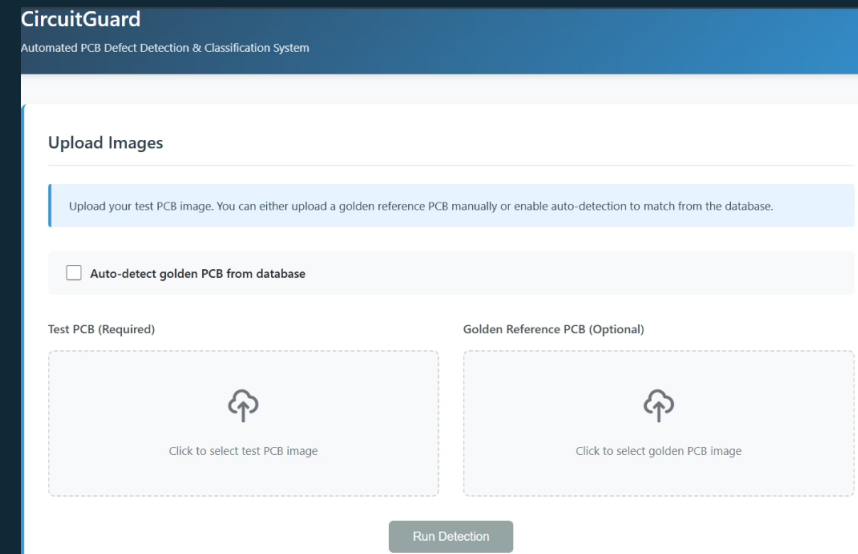 CircuitGuard
Automated PCB Defect Detection & Classification System
Upload Images
Upload your test PCB image. You can either upload a golden reference PCB manually or enable auto-detection to match from the database.
Auto-detect golden PCB from database
Test PCB (Required)
Golden Reference PCB (Optional)
Click to select test PCB image
Click to select golden PCB image
Run Detection